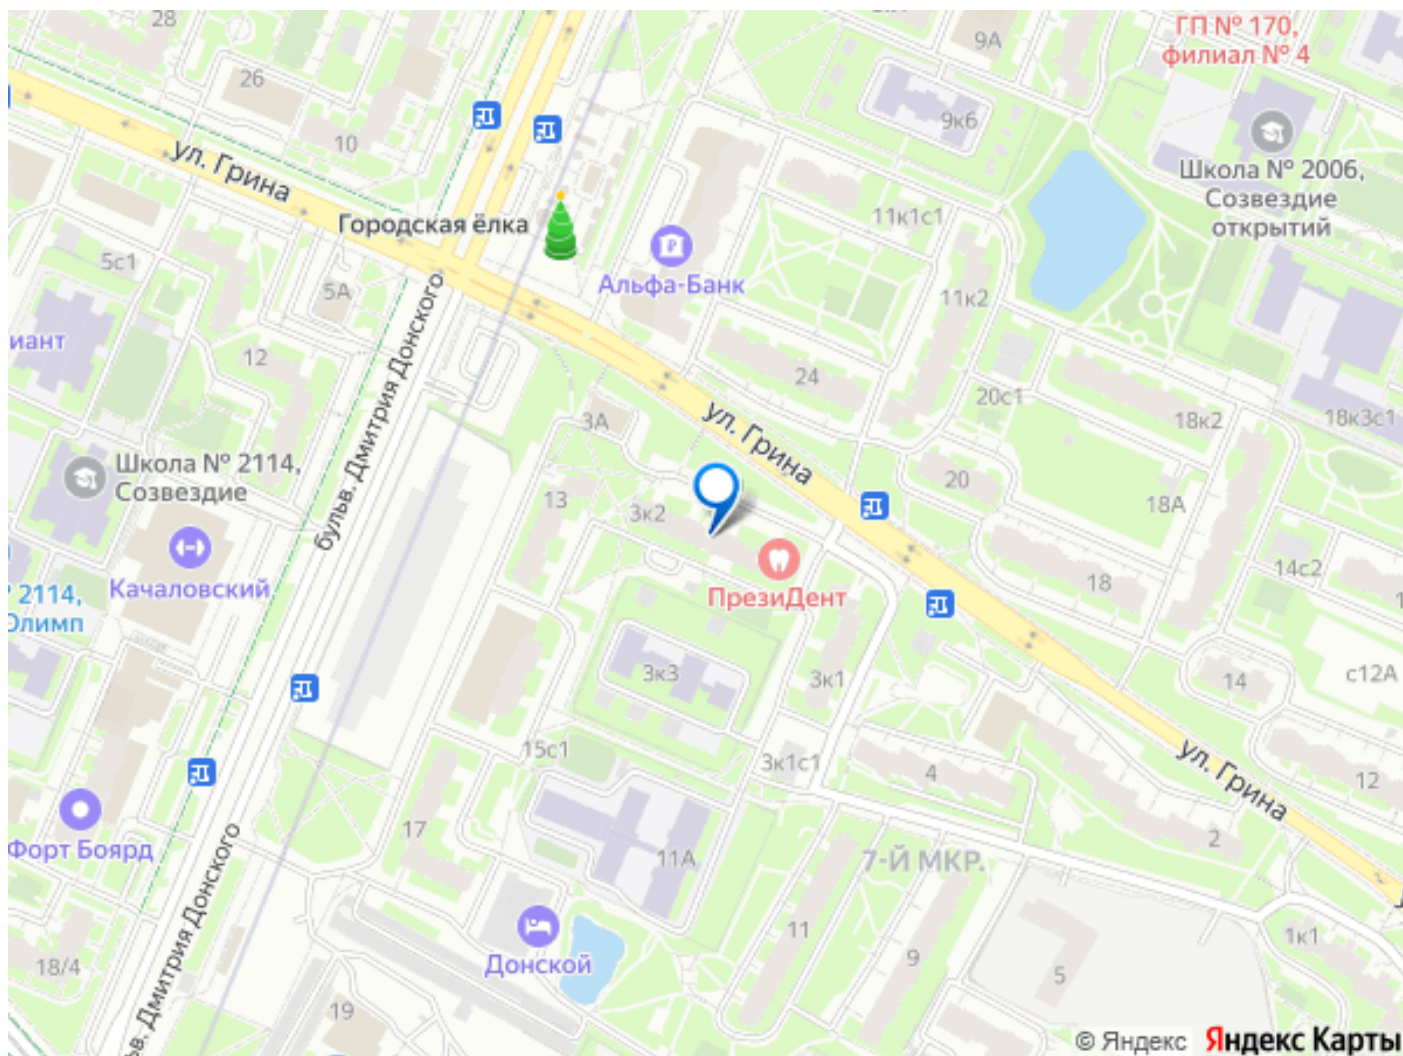 28
9А
ГП № 170,
филиал № 4
26
9к6
10
ул. Грина
Школа № 2006,
Созвездие
открытий
Городская ёлка
11к1с1
5с1
5А
Альфа-Банк
11к2
иант
12
24
20с1
бульв. Дмитрия Донского
3А
ул. Грина
18к2
18к3с1
Школа № 2114,
Созвездие
20
13
3к2
18А
Качаловский
ПрезиДент
18
14с2
2114,
Олимп
3к3
3к1
14
с12А
15с1
3к1с1
4
ул. Грина
12
Форт Боярд
17
11А
7-Й МКР.
2
Дмитрия Донского
11
9
1к1
18/4
Донской
5
19
© Яндекс Яндекс Карты